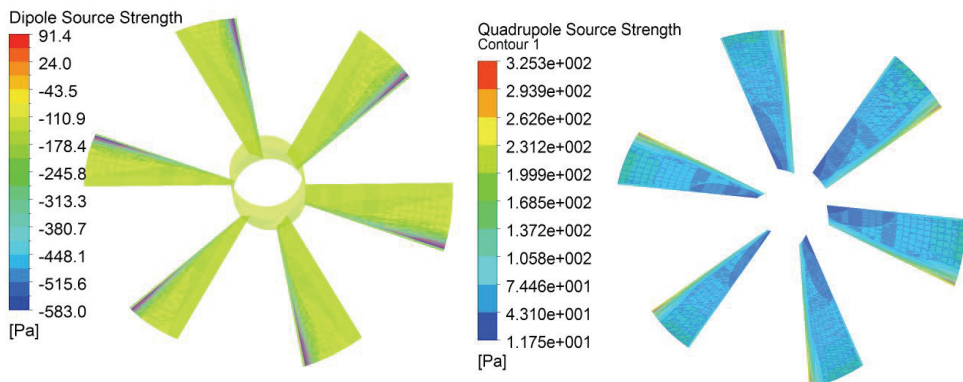 Dipole Source Strength
91.4
24.0
-43.5
-110.9
-178.4
-245.8
-313.3
-380.7
-448.1
-515.6
-583.0
[Pa]
Quadrupole Source Strength
Contour 1
3.253e+002
2.939e+002
2.626e+002
2.312e+002
1.999e+002
1.685e+002
1.372e+002
1.058e+002
7.446e+001
4.310e+001
1.175e+001
[Pa]